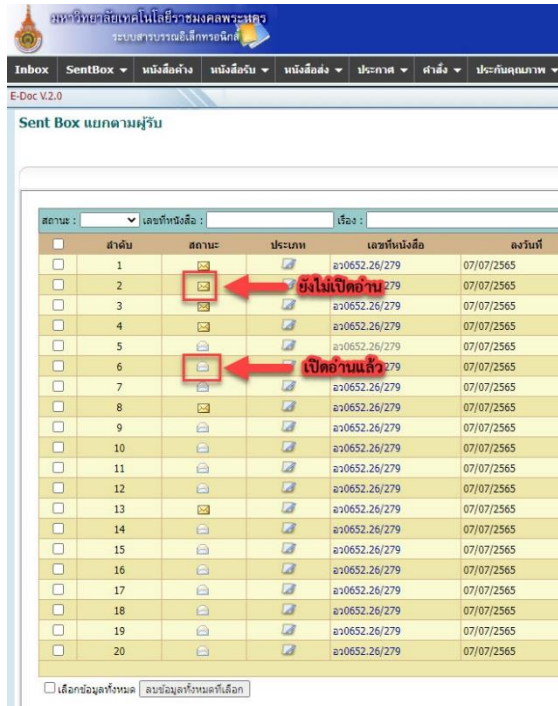 มหาวิทยาลัยเทคโนโลยีราชมงคลพระนคร
ระบบสารบรรณอิเล็กทรอนิกส์
Inbox SentBox หนังสือค้าง หนังสือรับ หนังสือส่ง ประกาศ คำสั่ง ประกันคุณภาพ
E-Doc V.2.0
Sent Box แยกตามผู้รับ
สถานะ : เลขที่หนังสือ : เรื่อง :
ลำดับ สถานะ ประเภท เลขที่หนังสือ ลงวันที่
1 อว0652.26/279 07/07/2565
2 ยังไม่เปิดอ่าน 279 07/07/2565
3 อว0652.26/279 07/07/2565
4 อว0652.26/279 07/07/2565
5 อว0652.26/279 07/07/2565
6 เปิดอ่านแล้ว 279 07/07/2565
7 อว0652.26/279 07/07/2565
8 อว0652.26/279 07/07/2565
9 อว0652.26/279 07/07/2565
10 อว0652.26/279 07/07/2565
11 อว0652.26/279 07/07/2565
12 อว0652.26/279 07/07/2565
13 อว0652.26/279 07/07/2565
14 อว0652.26/279 07/07/2565
15 อว0652.26/279 07/07/2565
16 อว0652.26/279 07/07/2565
17 อว0652.26/279 07/07/2565
18 อว0652.26/279 07/07/2565
19 อว0652.26/279 07/07/2565
20 อว0652.26/279 07/07/2565
เลือกข้อมูลทั้งหมด ลบข้อมูลทั้งหมดที่เลือก